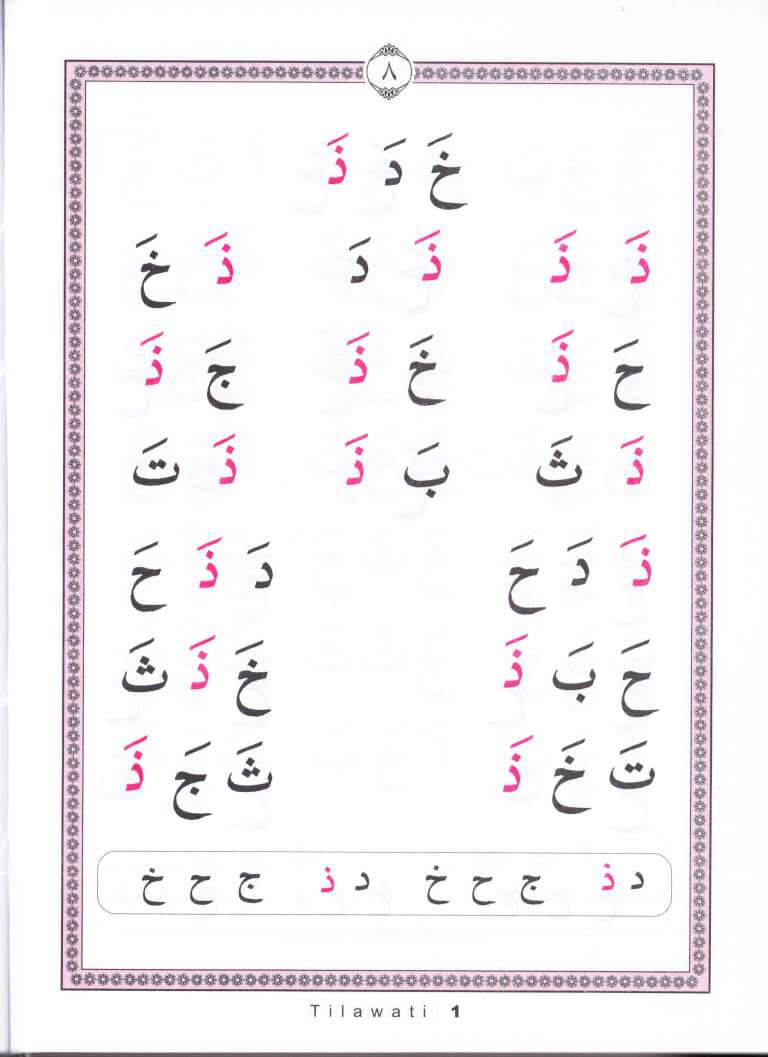 ٨
خَ دَ ذَ
ذَ ذَ ذَ دَ ذَ خَ
حَ ذَ خَ ذَ جَ ذَ
ذَ ثَ بَ ذَ ذَ تَ
ذَ دَ حَ دَ ذَ حَ
حَ بَ ذَ خَ ذَ ثَ
تَ خَ ذَ ثَ جَ ذَ
د ذ ج ح خ د ذ ج ح خ
Tilawati 1